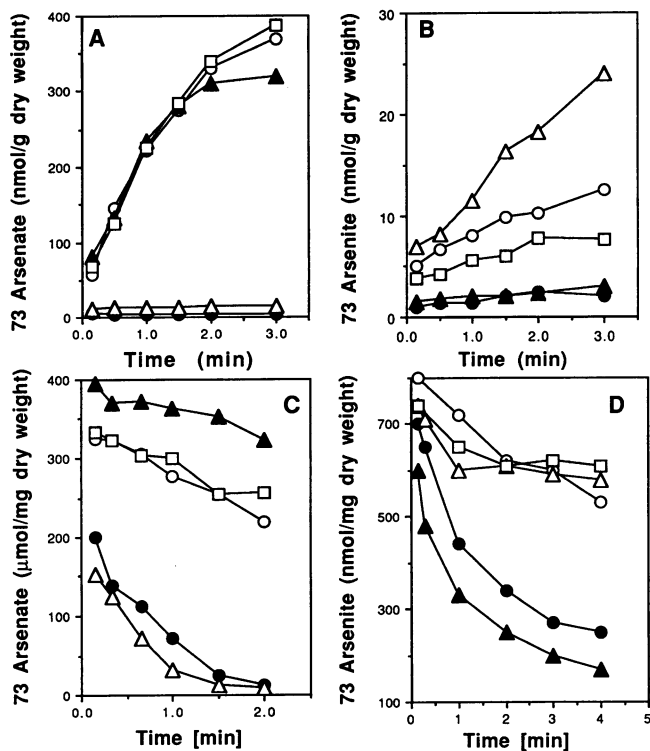 A
73 Arsenate (nmol/g dry weight)
400
300
200
100
0
0.0 1.0 2.0 3.0
Time (min)
B
73 Arsenite (nmol/g dry weight)
30
20
10
0
0.0 1.0 2.0 3.0
Time (min)
C
73 Arsenate (µmol/mg dry weight)
400
300
200
100
0
0.0 1.0 2.0
Time [min]
D
73 Arsenite (nmol/mg dry weight)
700
500
300
100
0 1 2 3 4 5
Time [min]